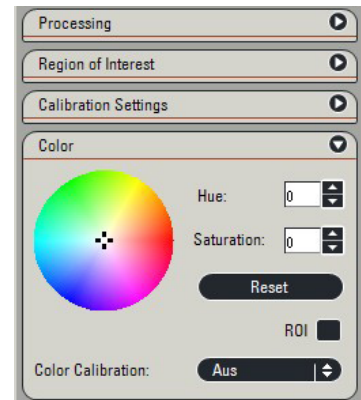 Processing
Region of Interest
Calibration Settings
Color
Hue: 0
Saturation: 0
Reset
ROI
Color Calibration: Aus